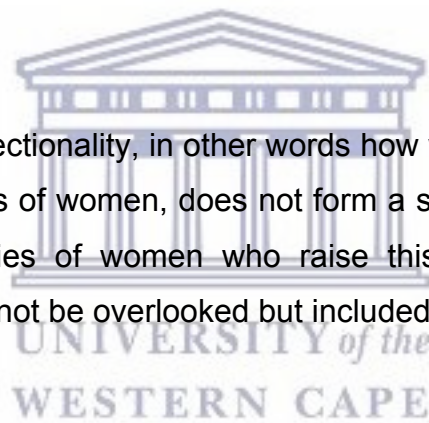 ectionality, in other words how
s of women, does not form a s
ies of women who raise this
not be overlooked but included
UNIVERSITY of the
WESTERN CAPE